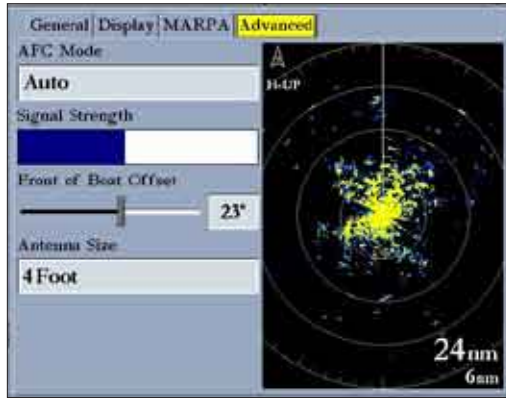 General Display MARPA Advanced
AFC Mode
Auto
Signal Strength
Front of Boat Offset
23°
Antenna Size
4 Foot
H-UP
24nm
6nm